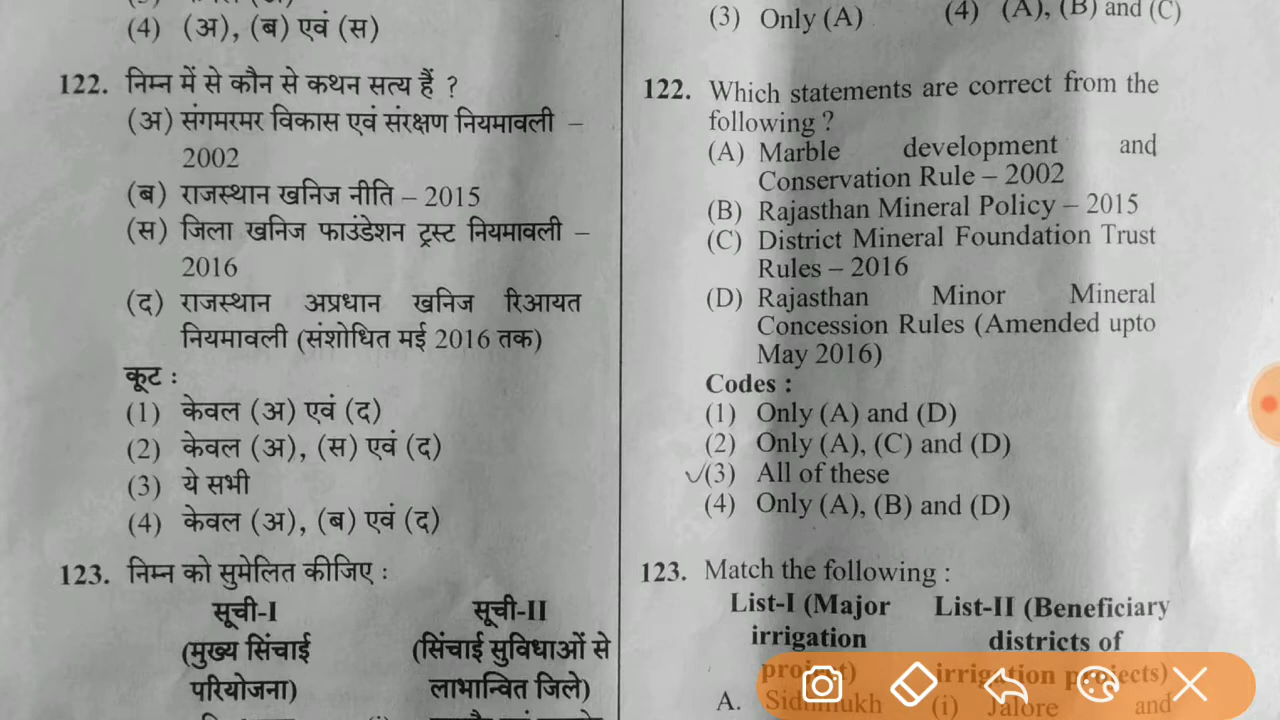 (4) (अ), (ब) एवं (स)
122. निम्न में से कौन से कथन सत्य हैं ?
(अ) संगमरमर विकास एवं संरक्षण नियमावली –
2002
(ब) राजस्थान खनिज नीति – 2015
(स) जिला खनिज फाउंडेशन ट्रस्ट नियमावली –
2016
(द) राजस्थान अप्रधान खनिज रिआयत
नियमावली (संशोधित मई 2016 तक)
कूट :
(1) केवल (अ) एवं (द)
(2) केवल (अ), (स) एवं (द)
(3) ये सभी
(4) केवल (अ), (ब) एवं (द)
123. निम्न को सुमेलित कीजिए :
सूची-I सूची-II
(मुख्य सिंचाई (सिंचाई सुविधाओं से
परियोजना) लाभान्वित जिले)
(3) Only (A) (4) (A), (B) and (C)
122. Which statements are correct from the
following ?
(A) Marble development and
Conservation Rule – 2002
(B) Rajasthan Mineral Policy – 2015
(C) District Mineral Foundation Trust
Rules – 2016
(D) Rajasthan Minor Mineral
Concession Rules (Amended upto
May 2016)
Codes :
(1) Only (A) and (D)
(2) Only (A), (C) and (D)
(3) All of these
(4) Only (A), (B) and (D)
123. Match the following :
List-I (Major List-II (Beneficiary
irrigation districts of
project) irrigation projects)
A. Sidhmukh (i) Jalore and